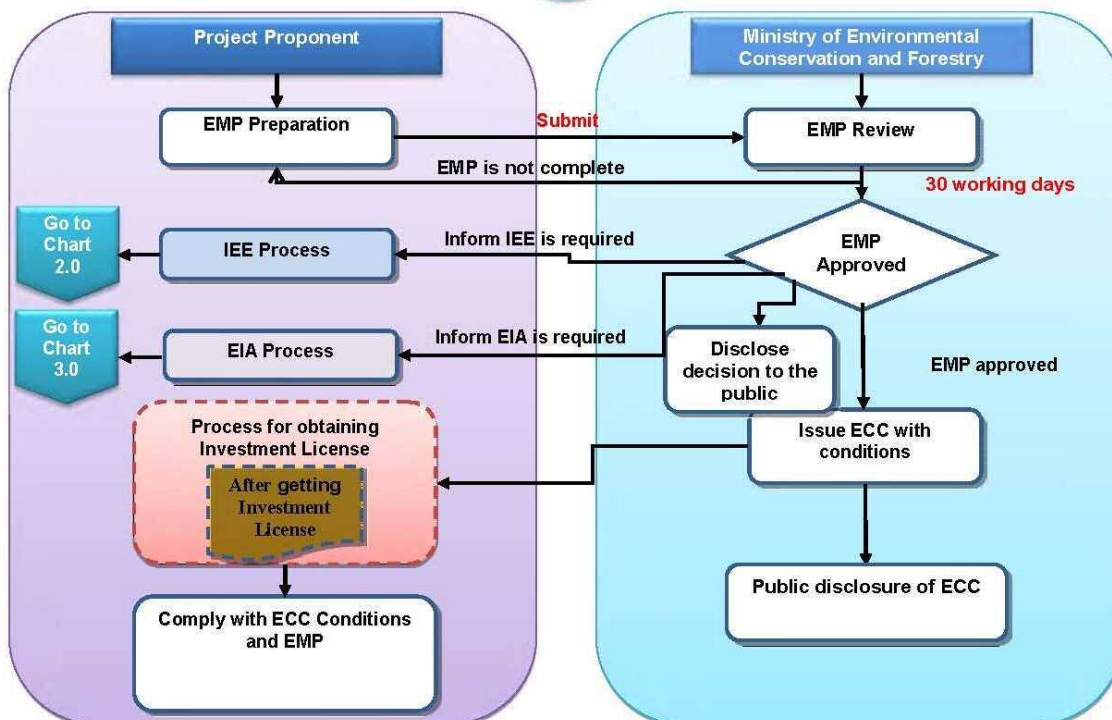 Project Proponent
Ministry of Environmental
Conservation and Forestry
EMP Preparation
Submit
EMP Review
EMP is not complete
30 working days
Go to
Chart
2.0
IEE Process
Inform IEE is required
EMP
Approved
Go to
Chart
3.0
EIA Process
Inform EIA is required
Disclose
decision to the
public
EMP approved
Process for obtaining
Investment License
After getting
Investment
License
Issue ECC with
conditions
Comply with ECC Conditions
and EMP
Public disclosure of ECC